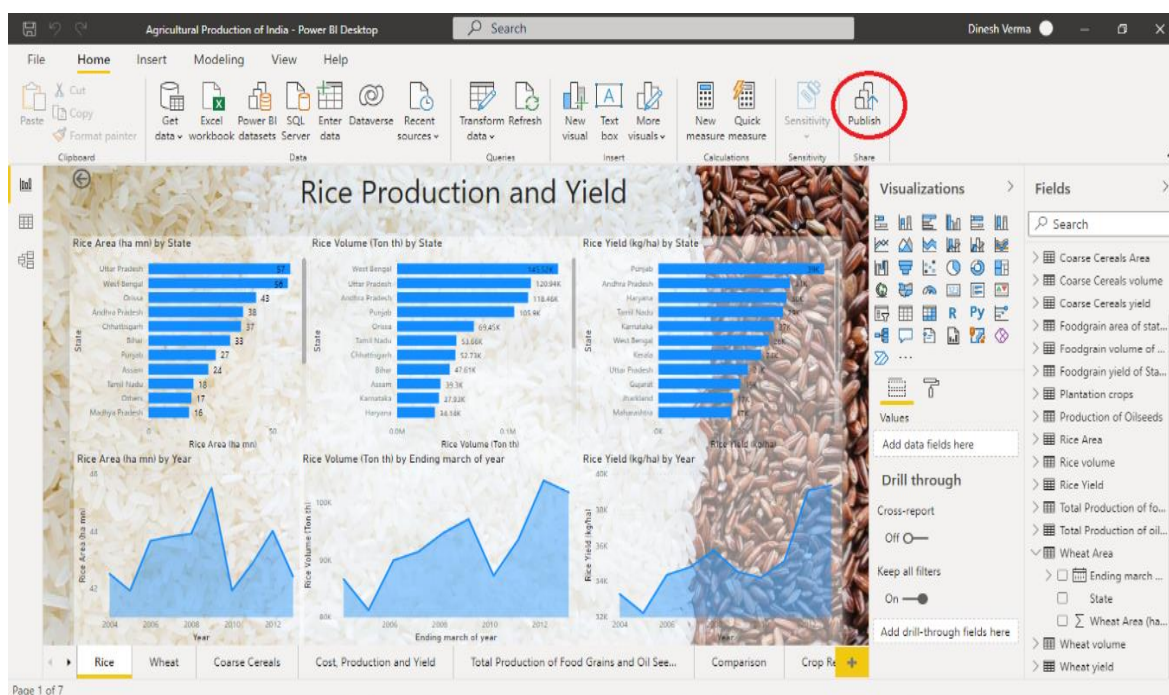 Agricultural Production of India - Power BI Desktop
Search
Dinesh Verma
File Home Insert Modeling View Help
Paste
Cut
Copy
Format painter
Get data
Excel workbook
Power BI datasets
SQL Server
Enter data
Dataverse
Recent sources
Transform data
Refresh
New visual
Text box
More visuals
New measure
Quick measure
Sensitivity
Publish
Clipboard Data Queries Insert Calculations Sensitivity Share
Rice Production and Yield
Rice Area (ha mn) by State
State
Uttar Pradesh 57
West Bengal
Orissa 43
Andhra Pradesh 38
Chhattisgarh 37
Bihar 33
Punjab 27
Assam 24
Tamil Nadu 18
Others 17
Madhya Pradesh 16
0 50
Rice Area (ha mn)
Rice Volume (Ton th) by State
State
West Bengal
Uttar Pradesh 120.94K
Andhra Pradesh 118.46K
Punjab 105.9K
Orissa 69.45K
Tamil Nadu 53.66K
Chhattisgarh 52.73K
Bihar 47.61K
Assam 39.3K
Karnataka 37.83K
Haryana 34.14K
0.0M 0.1M
Rice Volume (Ton th)
Rice Yield (kg/ha) by State
State
Punjab
Andhra Pradesh
Haryana
Tamil Nadu
Karnataka
West Bengal
Kerala
Uttar Pradesh
Gujarat
Jharkland
Maharashtra
0K
Rice Yield (kg/ha)
Rice Area (ha mn) by Year
Rice Area (ha mn)
46
44
42
2004 2006 2008 2010 2012
Year
Rice Volume (Ton th) by Ending march of year
Rice Volume (Ton th)
100K
90K
80K
2006 2008 2010 2012
Ending march of year
Rice Yield (kg/ha) by Year
Rice Yield (kg/ha)
40K
38K
36K
34K
32K
2004 2006 2008 2010 2012
Year
Visualizations
R Py
Values
Add data fields here
Drill through
Cross-report
Off
Keep all filters
On
Add drill-through fields here
Fields
Search
Coarse Cereals Area
Coarse Cereals volume
Coarse Cereals yield
Foodgrain area of stat...
Foodgrain volume of ...
Foodgrain yield of Sta...
Plantation crops
Production of Oilseeds
Rice Area
Rice volume
Rice Yield
Total Production of fo...
Total Production of oil...
Wheat Area
Ending march ...
State
Wheat Area (ha...
Wheat volume
Wheat yield
Rice Wheat Coarse Cereals Cost, Production and Yield Total Production of Food Grains and Oil See... Comparison Crop Re
Page 1 of 7